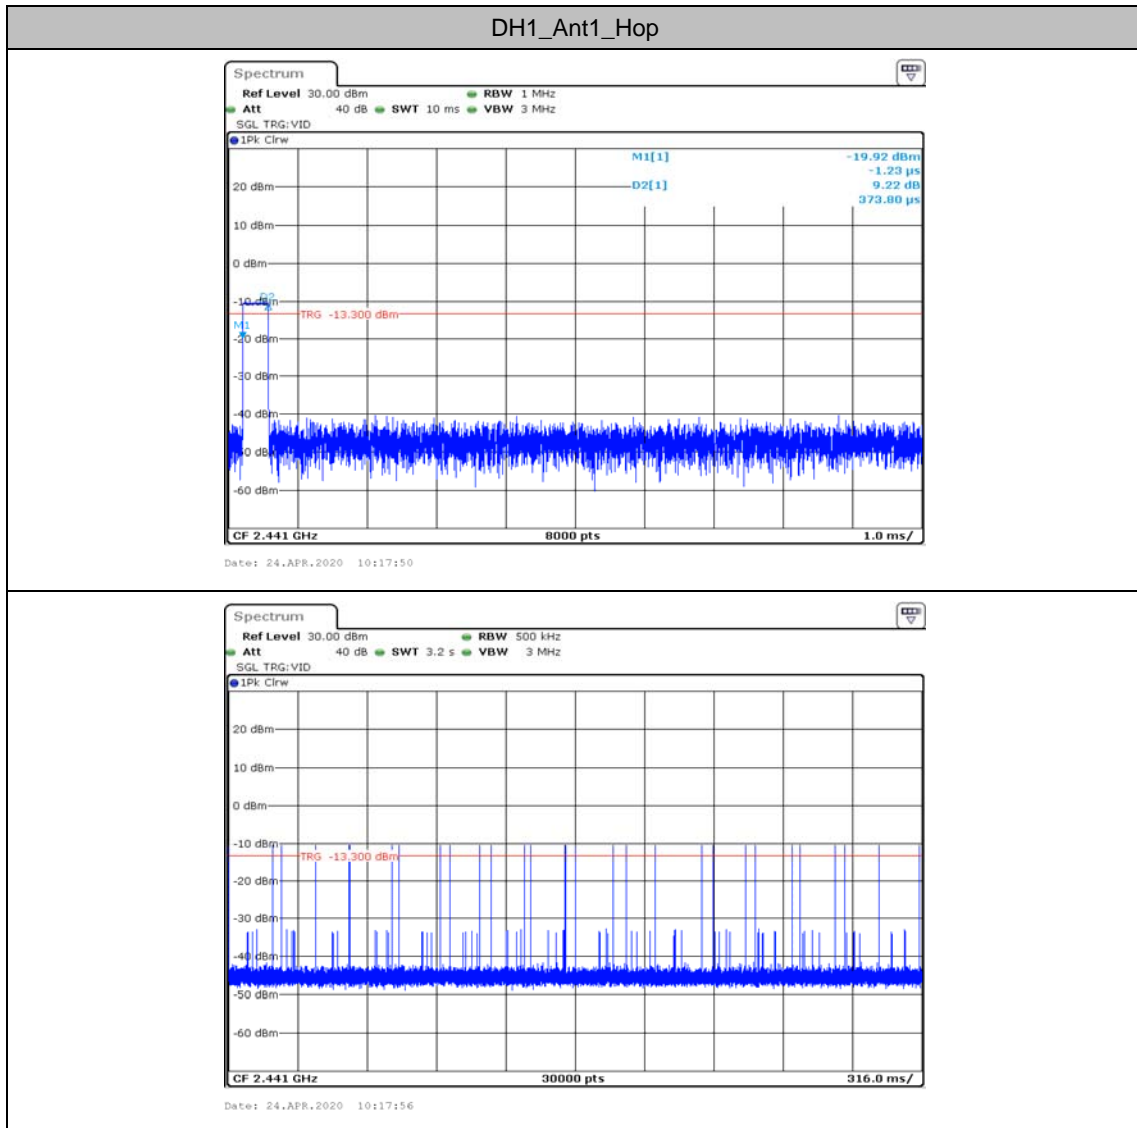 DH1_Ant1_Hop
Spectrum
Ref Level 30.00 dBm RBW 1 MHz
Att 40 dB SWT 10 ms VBW 3 MHz
SGL TRG:VID
1Pk Clrw
M1[1] -19.92 dBm
-1.23 µs
20 dBm D2[1] 9.22 dB
373.80 µs
10 dBm
0 dBm
-10 dBm D2
TRG -13.300 dBm
M1
-20 dBm
-30 dBm
-40 dBm
-50 dBm
-60 dBm
CF 2.441 GHz 8000 pts 1.0 ms/
Date: 24.APR.2020 10:17:50
Spectrum
Ref Level 30.00 dBm RBW 500 kHz
Att 40 dB SWT 3.2 s VBW 3 MHz
SGL TRG:VID
1Pk Clrw
20 dBm
10 dBm
0 dBm
-10 dBm
TRG -13.300 dBm
-20 dBm
-30 dBm
-40 dBm
-50 dBm
-60 dBm
CF 2.441 GHz 30000 pts 316.0 ms/
Date: 24.APR.2020 10:17:56